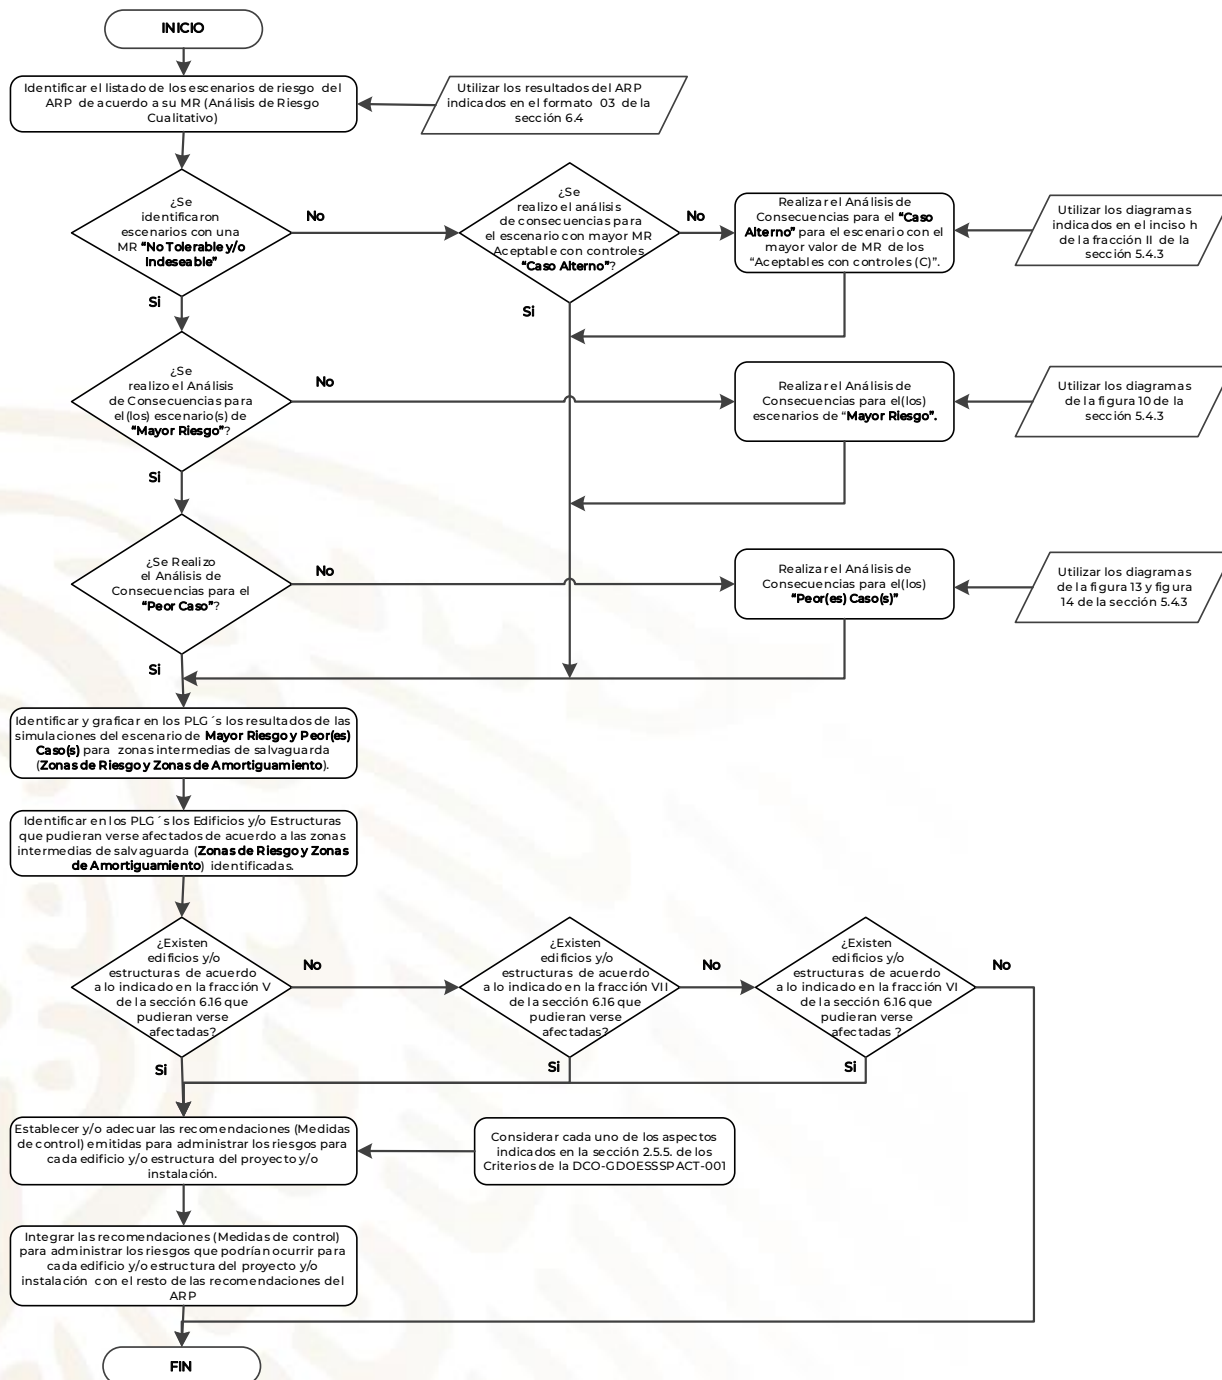 INICIO
Identificar el listado de los escenarios de riesgo del
ARP de acuerdo a su MR (Análisis de Riesgo
Cualitativo)
Utilizar los resultados del ARP
indicados en el formato 03 de la
sección 6.4
¿Se
identificaron
escenarios con una
MR "No Tolerable y/o
Indeseable"
No
Si
¿Se
realizo el análisis
de consecuencias para
el escenario con mayor MR
Aceptable con controles
"Caso Alterno"?
No
Si
Realizar el Análisis de
Consecuencias para el "Caso
Alterno" para el escenario con el
mayor valor de MR de los
"Aceptables con controles (C)".
Utilizar los diagramas
indicados en el inciso h
de la fracción II de la
sección 5.4.3
¿Se
realizo el Análisis
de Consecuencias para
el(los) escenario(s) de
"Mayor Riesgo"?
No
Si
Realizar el Análisis de
Consecuencias para el(los)
escenarios de "Mayor Riesgo".
Utilizar los diagramas
de la figura 10 de la
sección 5.4.3
¿Se Realizo
el Análisis de
Consecuencias para el
"Peor Caso"?
No
Si
Realizar el Análisis de
Consecuencias para el(los)
"Peor(es) Caso(s)"
Utilizar los diagramas
de la figura 13 y figura
14 de la sección 5.4.3
Identificar y graficar en los PLG´s los resultados de las
simulaciones del escenario de Mayor Riesgo y Peor(es)
Caso(s) para zonas intermedias de salvaguarda
(Zonas de Riesgo y Zonas de Amortiguamiento).
Identificar en los PLG´s los Edificios y/o Estructuras
que pudieran verse afectados de acuerdo a las zonas
intermedias de salvaguarda (Zonas de Riesgo y Zonas
de Amortiguamiento) identificadas.
¿Existen
edificios y/o
estructuras de acuerdo
a lo indicado en la fracción V
de la sección 6.16 que
pudieran verse
afectadas?
No
Si
¿Existen
edificios y/o
estructuras de acuerdo
a lo indicado en la fracción VII
de la sección 6.16 que
pudieran verse
afectadas?
No
Si
¿Existen
edificios y/o
estructuras de acuerdo
a lo indicado en la fracción VI
de la sección 6.16 que
pudieran verse
afectadas ?
No
Si
Establecer y/o adecuar las recomendaciones (Medidas
de control) emitidas para administrar los riesgos para
cada edificio y/o estructura del proyecto y/o
instalación.
Considerar cada uno de los aspectos
indicados en la sección 2.5.5. de los
Criterios de la DCO-GDOESSSPACT-001
Integrar las recomendaciones (Medidas de control)
para administrar los riesgos que podrían ocurrir para
cada edificio y/o estructura del proyecto y/o
instalación con el resto de las recomendaciones del
ARP
FIN